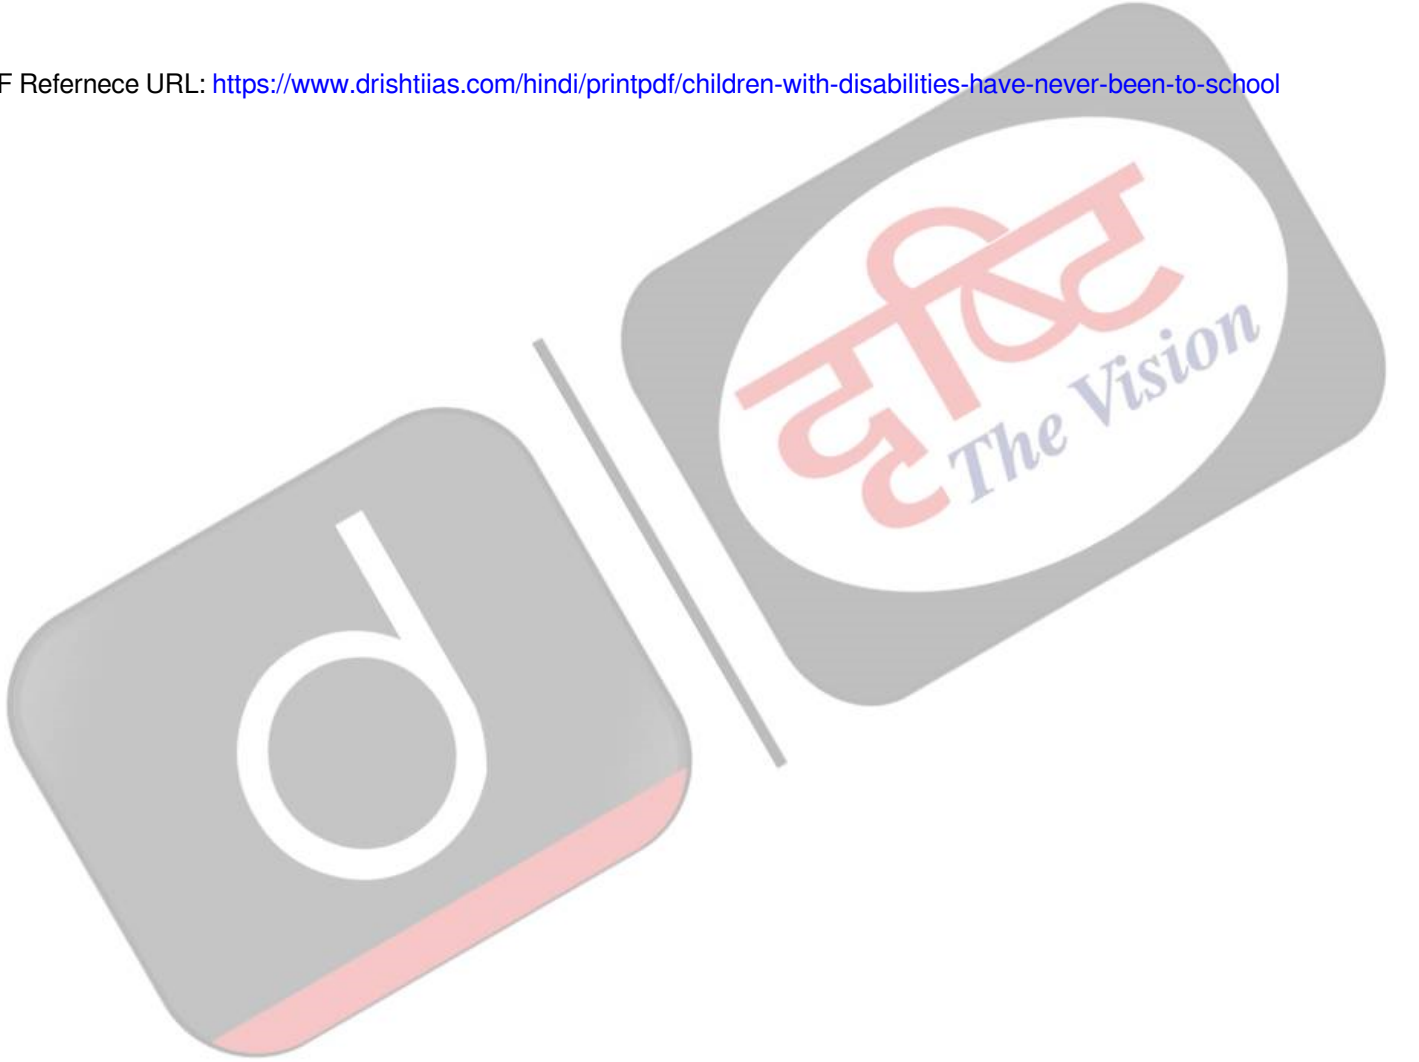 F Refernece URL: https://www.drishtiias.com/hindi/printpdf/children-with-disabilities-have-never-been-to-school
दृष्टि
The Vision
d